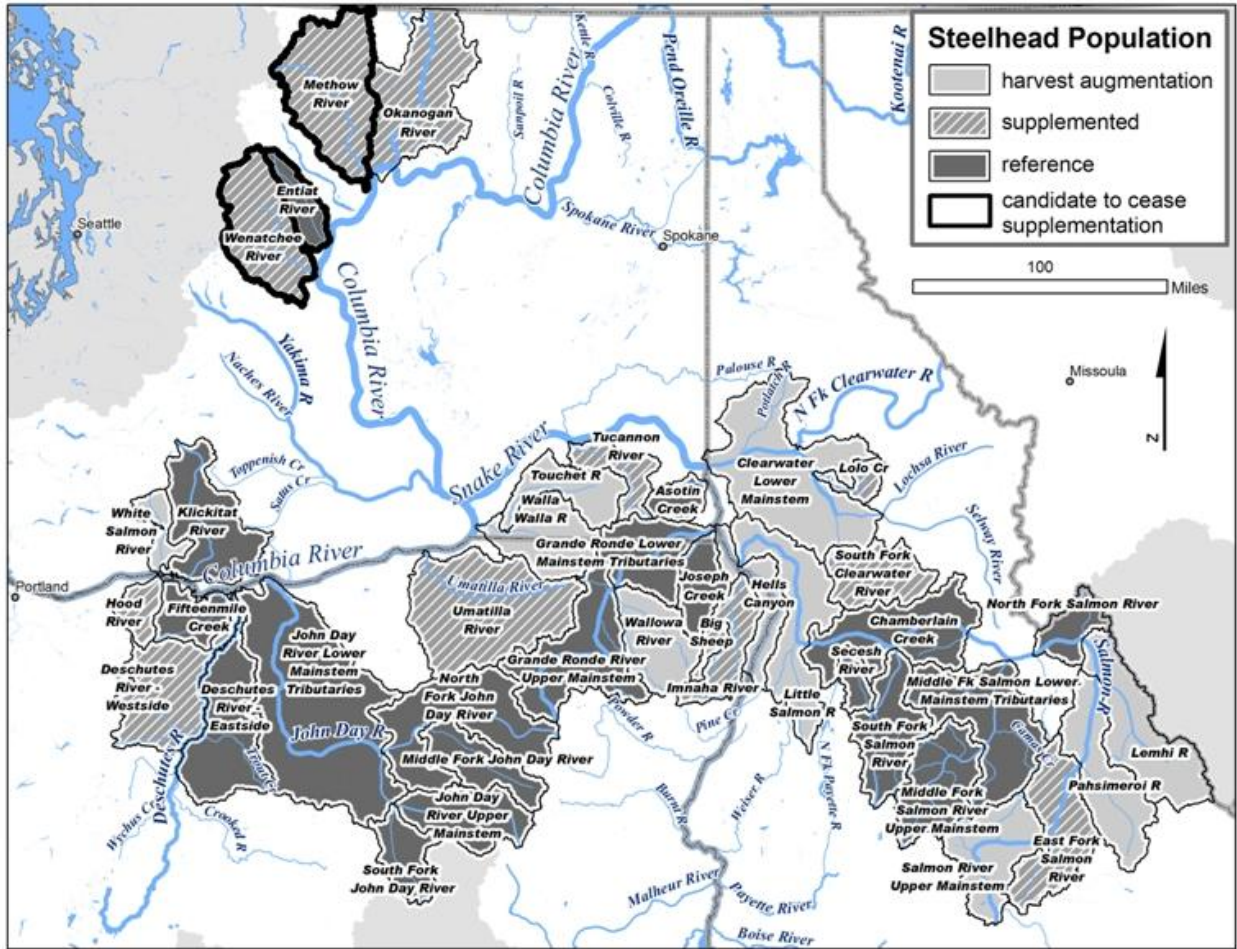 Steelhead Population
harvest augmentation
supplemented
reference
candidate to cease
supplementation
100
Miles
N
Methow
River
Okanogan
River
Sanpoil R
Columbia River
Kettle R
Colville R
Pend Oreille R
Kootenai R
Entiat
River
Wenatchee
River
Seattle
Spokane River
Spokane
Columbia River
Yakima R
Naches River
Missoula
Palouse R
Potlatch R
N Fk Clearwater R
Snake River
Tucannon
River
Touchet R
Walla
Walla R
Asotin
Creek
Clearwater
Lower
Mainstem
Lolo Cr
Lochsa River
Selway River
Toppenish Cr
Satus Cr
White
Salmon
River
Klickitat
River
Columbia River
Portland
Hood
River
Fifteenmile
Creek
Deschutes
River
Westside
Deschutes
River
Eastside
John Day
River Lower
Mainstem
Tributaries
Umatilla River
Umatilla
River
Grande Ronde Lower
Mainstem Tributaries
Joseph
Creek
Hells
Canyon
Wallowa
River
Big
Sheep
Imnaha River
Grande Ronde River
Upper Mainstem
North
Fork John
Day River
John Day R
Middle Fork John Day River
John Day
River Upper
Mainstem
South Fork
John Day River
Deschutes R
Trout Cr
Wychus Cr
Crooked R
Powder R
Pine Cr
Burnt R
Little
Salmon R
Weiser R
N Fk Payette R
Malheur River
Payette River
Boise River
South Fork
Clearwater
River
Chamberlain
Creek
North Fork Salmon River
Secesh
River
Middle Fk Salmon Lower
Mainstem Tributaries
South Fork
Salmon
River
Middle Fork
Salmon River
Upper Mainstem
Camas Cr
Salmon R
Lemhi R
Pahsimeroi R
East Fork
Salmon
River
Salmon River
Upper Mainstem